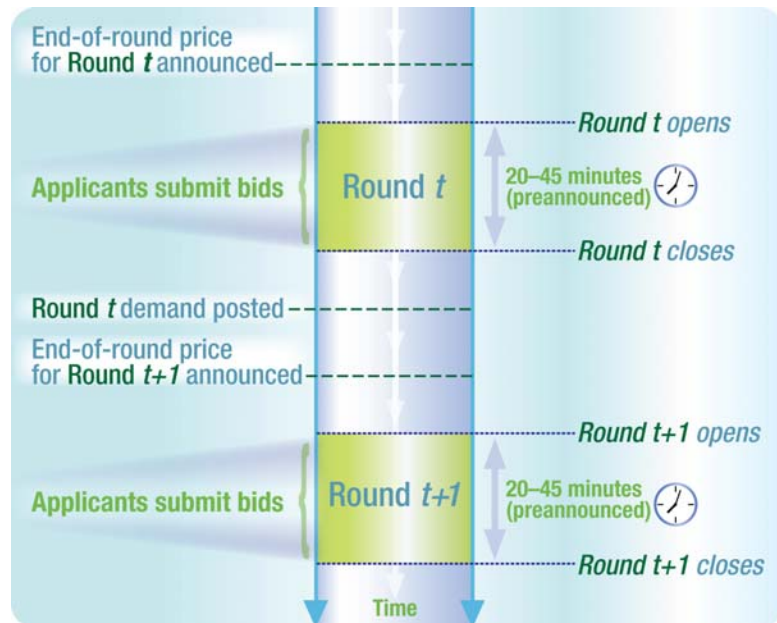 End-of-round price
for Round t announced
Round t opens
Applicants submit bids
Round t
20–45 minutes
(preannounced)
Round t closes
Round t demand posted
End-of-round price
for Round t+1 announced
Round t+1 opens
Applicants submit bids
Round t+1
20–45 minutes
(preannounced)
Round t+1 closes
Time